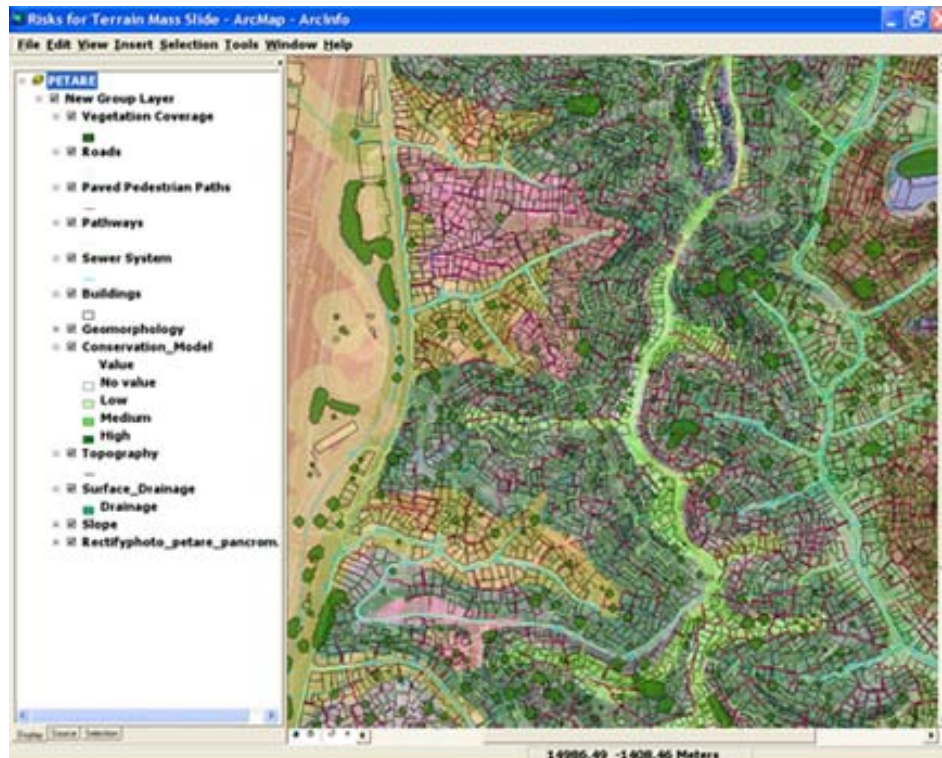 Risks for Terrain Mass Slide - ArcMap - ArcInfo
File Edit View Insert Selection Tools Window Help
PETARE
New Group Layer
Vegetation Coverage
Roads
Paved Pedestrian Paths
Pathways
Sewer System
Buildings
Geomorphology
Conservation_Model
Value
No value
Low
Medium
High
Topography
Surface_Drainage
Drainage
Slope
Rectifyphoto_petare_pancrom.
Display Source Selection
14986.49 -1408.46 Meters